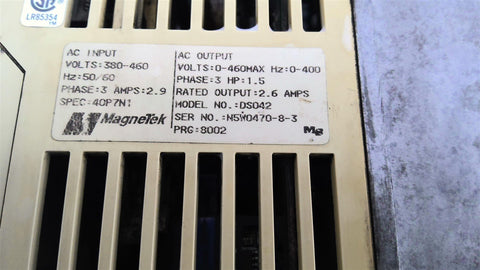 SA
LR85354
TM
AC INPUT
VOLTS:380-460
Hz:50/60
PHASE:3 AMPS:2.9
SPEC:40P7N1
MagneTek
AC OUTPUT
VOLTS:0-460MAX Hz:0-400
PHASE:3 HP:1.5
RATED OUTPUT:2.6 AMPS
MODEL NO.:DS042
SER NO.:N5W0470-8-3
PRG:8002